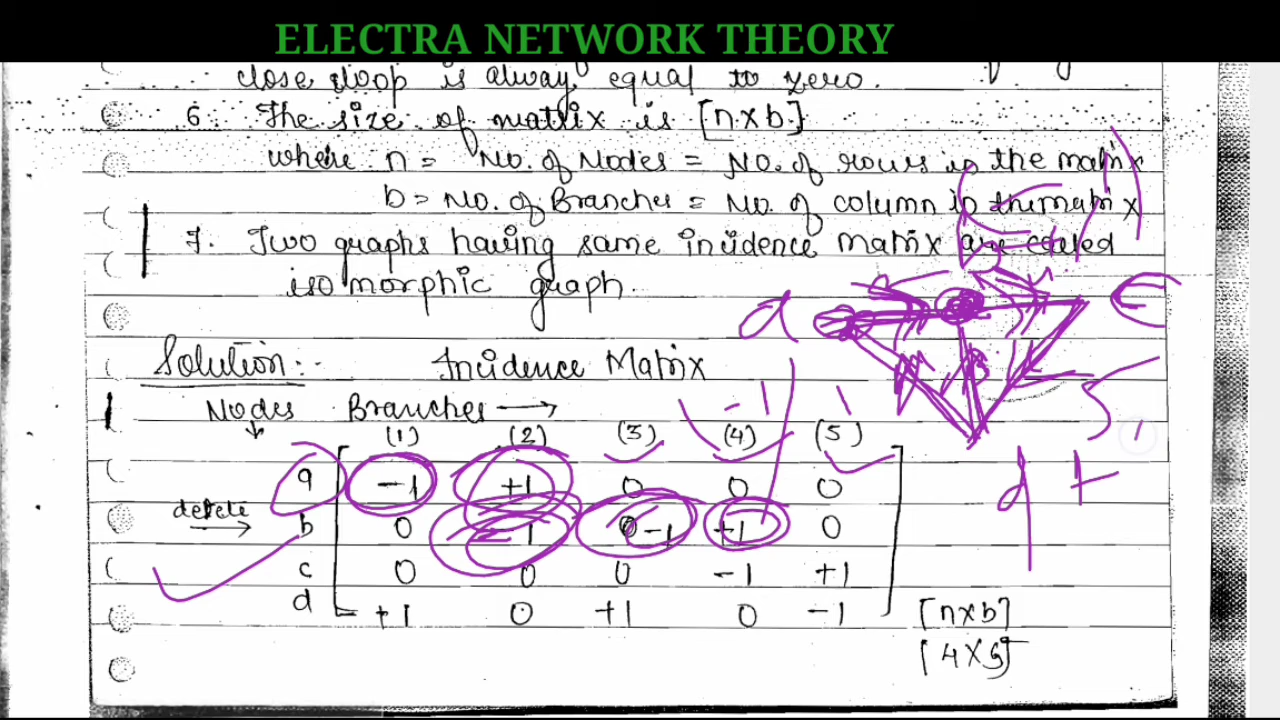 ELECTRA NETWORK THEORY
close loop is always equal to zero.
6. The size of matrix is [n×b]
where n = No. of Nodes = No. of rows in the matrix
b = No. of Branches = No. of column in the matrix
7. Two graphs having same incidence matrix are called
isomorphic graph.
a c
Solution:- Incidence Matrix
Nodes Branches →
-1
(1) (2) (3) (4) (5)
a -1 +1 0 0 0
delete → b 0 -1 -1 +1 0
c 0 0 0 -1 +1
d +1 0 +1 0 -1
[n×b]
[4×5]